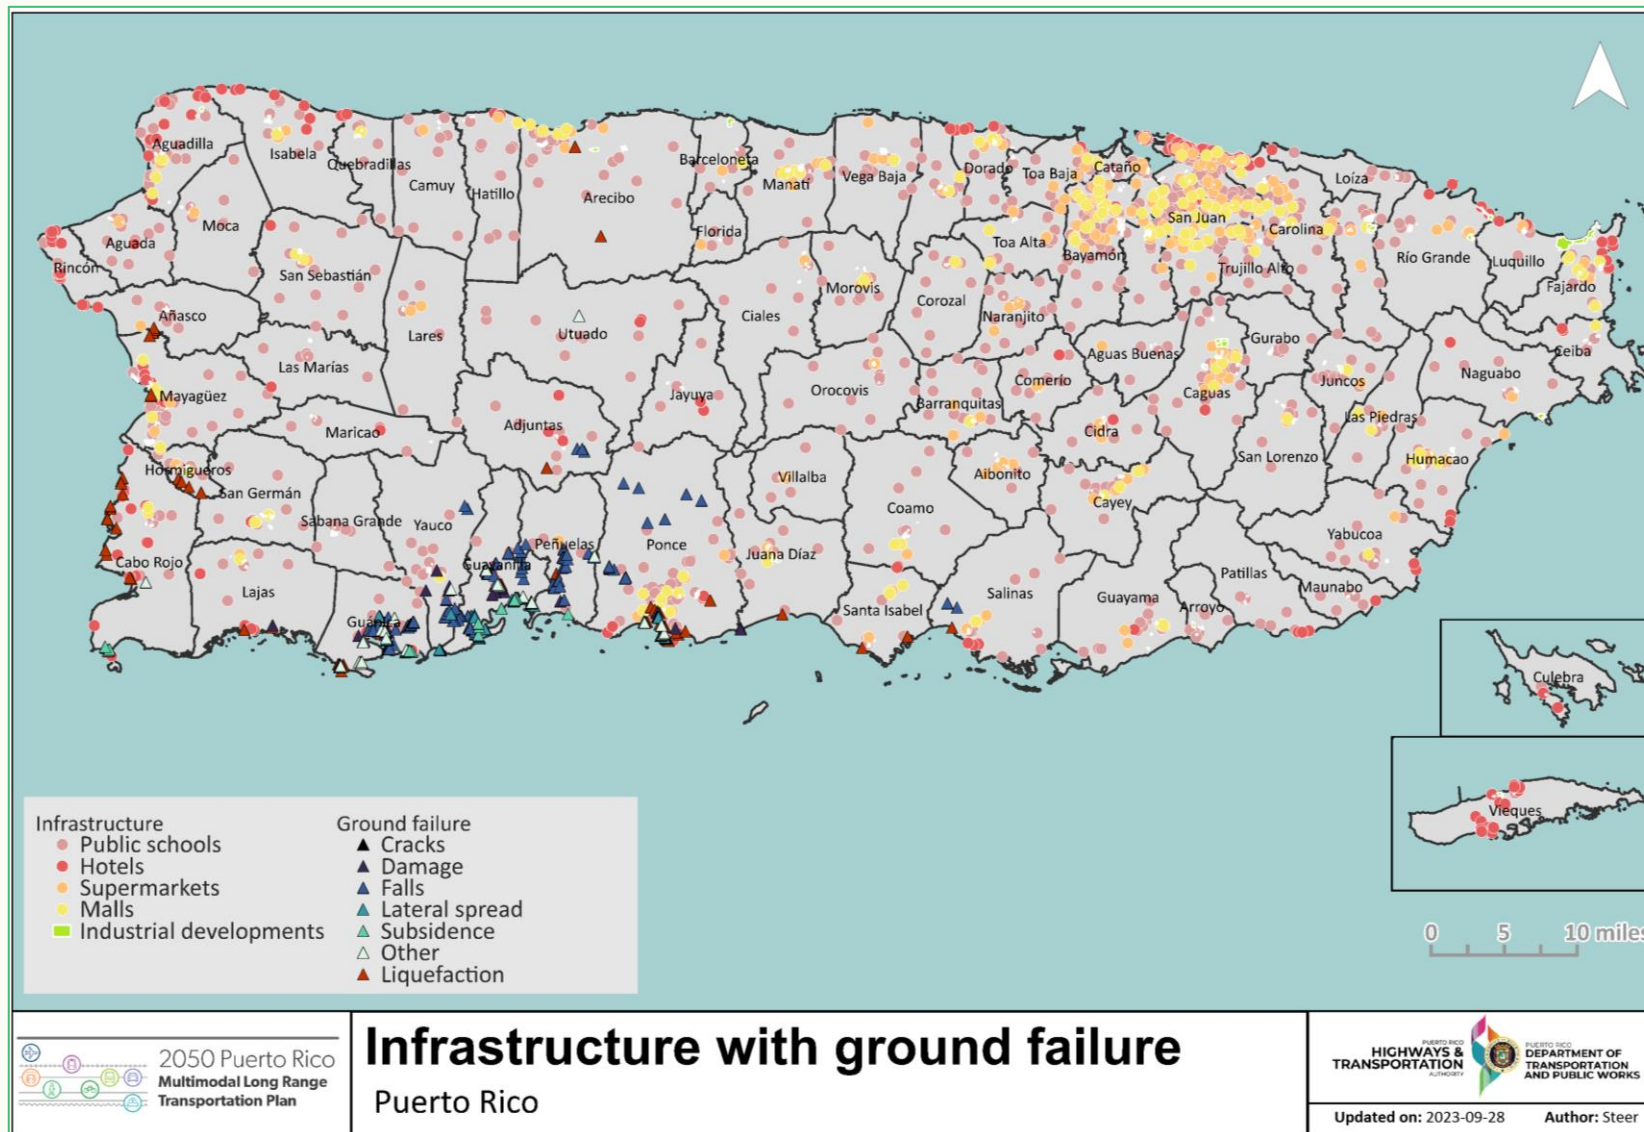 Aguadilla
Isabela
Quebradillas
Camuy
Hatillo
Arecibo
Barceloneta
Manatí
Vega Baja
Dorado
Toa Baja
Cataño
Loíza
San Juan
Carolina
Moca
Aguada
Rincón
Florida
Toa Alta
Bayamón
Trujillo Alto
Río Grande
Luquillo
Fajardo
San Sebastián
Añasco
Lares
Utuado
Ciales
Morovis
Corozal
Naranjito
Aguas Buenas
Gurabo
Ceiba
Las Marías
Mayagüez
Jayuya
Orocovis
Barranquitas
Comerío
Caguas
Juncos
Naguabo
Las Piedras
Maricao
Adjuntas
Cidra
San Lorenzo
Humacao
Hormigueros
San Germán
Sabana Grande
Yauco
Villalba
Aibonito
Cayey
Coamo
Cabo Rojo
Lajas
Guayanilla
Peñuelas
Ponce
Juana Díaz
Yabucoa
Patillas
Maunabo
Guánica
Santa Isabel
Salinas
Guayama
Arroyo
Culebra
Vieques
0 5 10 miles
Infrastructure
Public schools
Hotels
Supermarkets
Malls
Industrial developments
Ground failure
Cracks
Damage
Falls
Lateral spread
Subsidence
Other
Liquefaction
2050 Puerto Rico
Multimodal Long Range
Transportation Plan
Infrastructure with ground failure
Puerto Rico
PUERTO RICO
HIGHWAYS &
TRANSPORTATION
AUTHORITY
PUERTO RICO
DEPARTMENT OF
TRANSPORTATION
AND PUBLIC WORKS
Updated on: 2023-09-28 Author: Steer